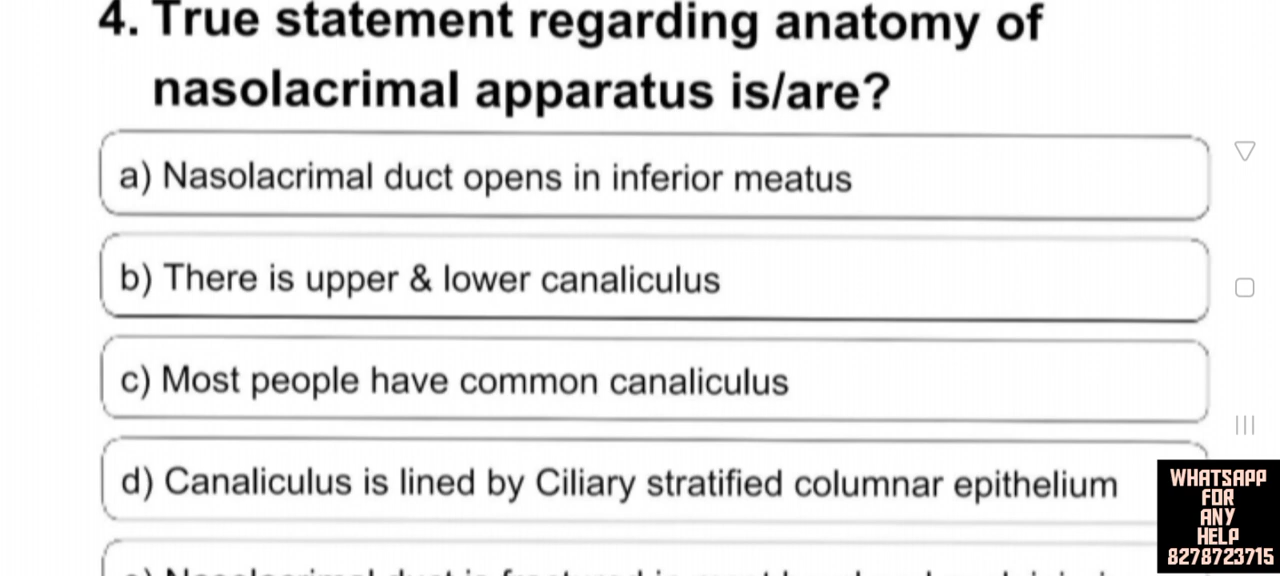 4. True statement regarding anatomy of
nasolacrimal apparatus is/are?
a) Nasolacrimal duct opens in inferior meatus
b) There is upper & lower canaliculus
c) Most people have common canaliculus
d) Canaliculus is lined by Ciliary stratified columnar epithelium
WHATSAPP
FOR
ANY
HELP
8278723715